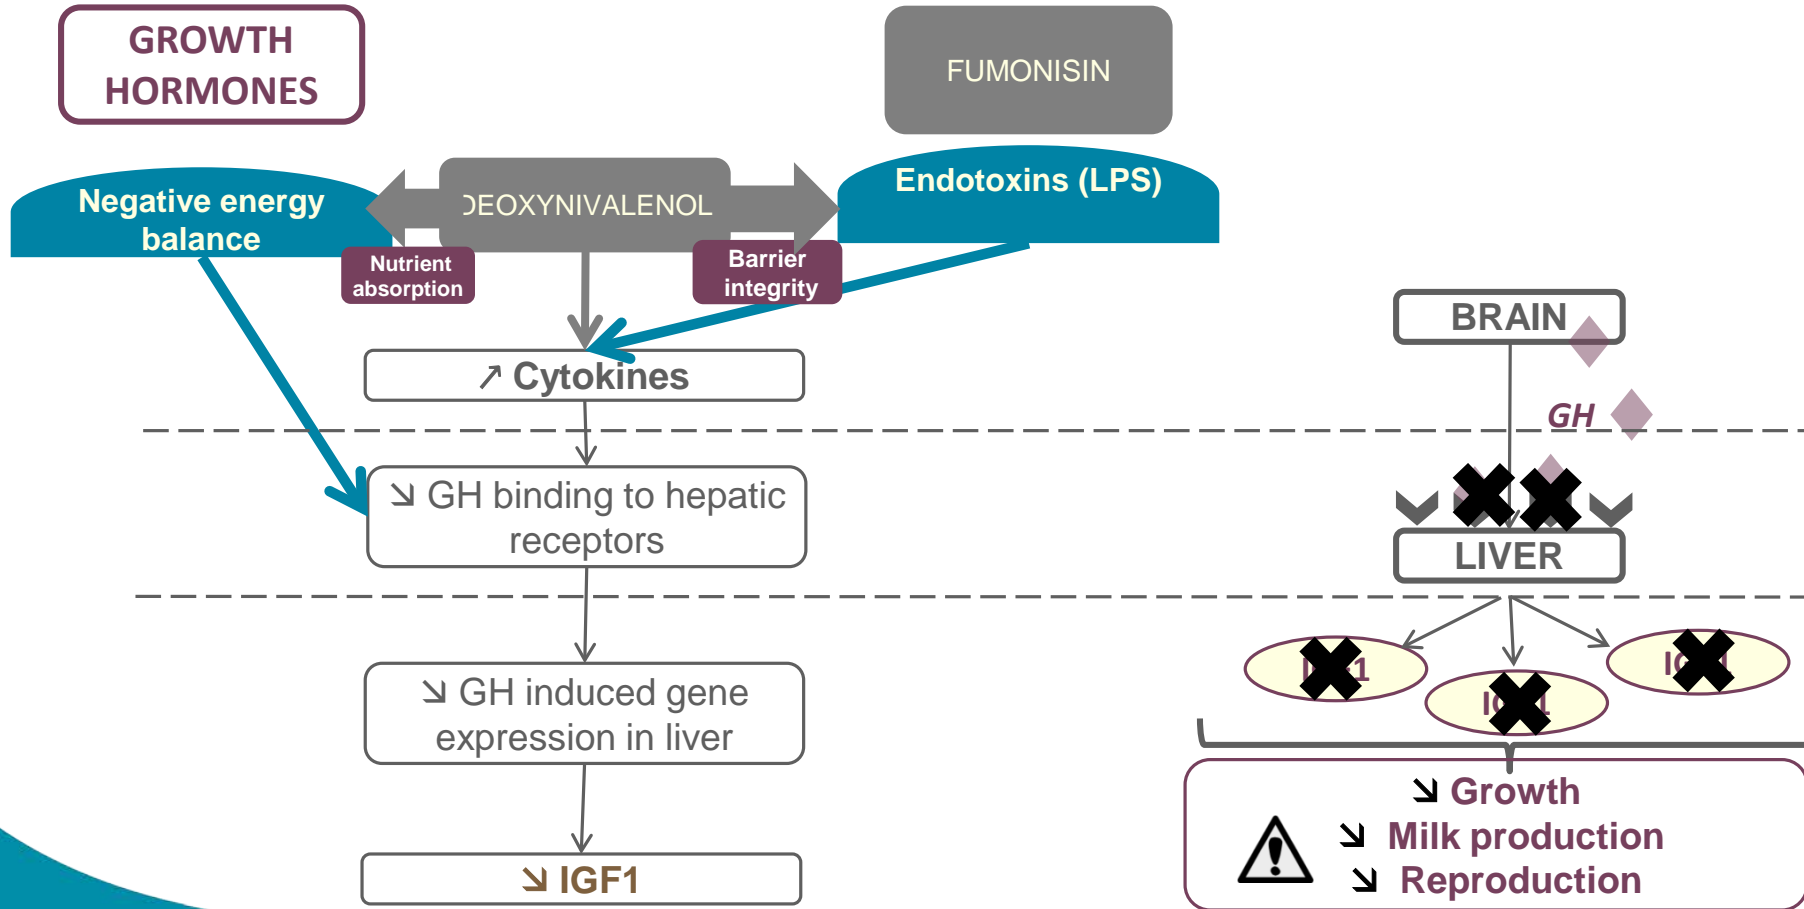 GROWTH
HORMONES
FUMONISIN
Negative energy
balance
DEOXYNIVALENOL
Endotoxins (LPS)
Nutrient
absorption
Barrier
integrity
↗ Cytokines
↘ GH binding to hepatic
receptors
↘ GH induced gene
expression in liver
↘ IGF1
BRAIN
GH
LIVER
↘ Growth
↘ Milk production
↘ Reproduction